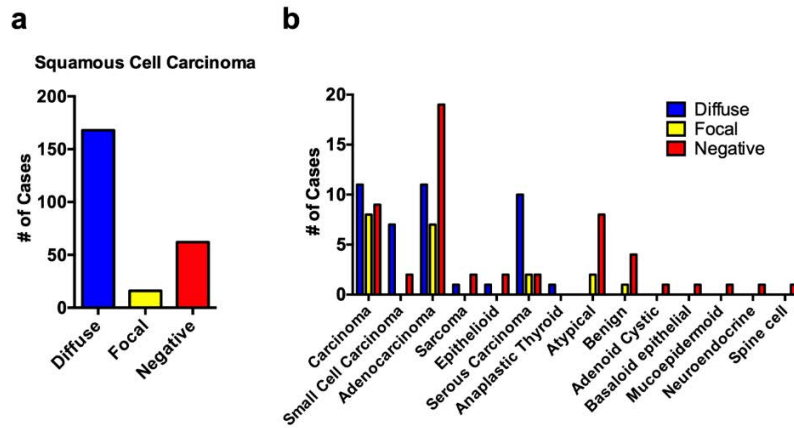 a
Squamous Cell Carcinoma
# of Cases
200
150
100
50
0
Diffuse
Focal
Negative
b
# of Cases
20
15
10
5
0
Diffuse
Focal
Negative
Carcinoma
Small Cell Carcinoma
Adenocarcinoma
Sarcoma
Epithelioid
Serous Carcinoma
Anaplastic Thyroid
Atypical
Benign
Adenoid Cystic
Basaloid epithelial
Mucoepidermoid
Neuroendocrine
Spine cell